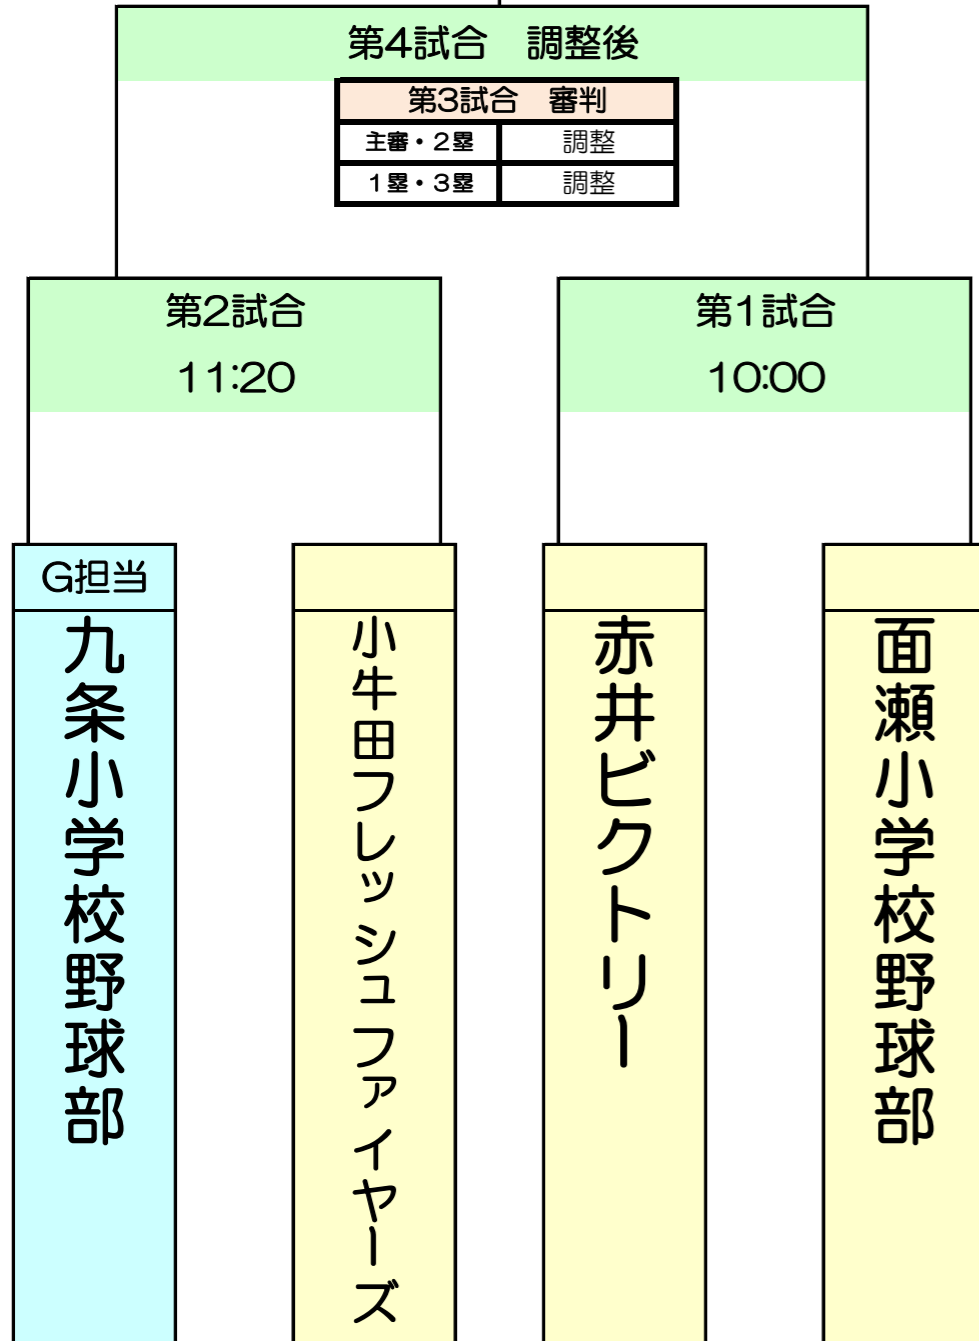 第4試合　調整後
第3試合　審判
主審・2塁　調整
1塁・3塁　調整
第2試合
11:20
第1試合
10:00
G担当
九条小学校野球部
小牛田フレッシュファイヤーズ
赤井ビクトリー
面瀬小学校野球部